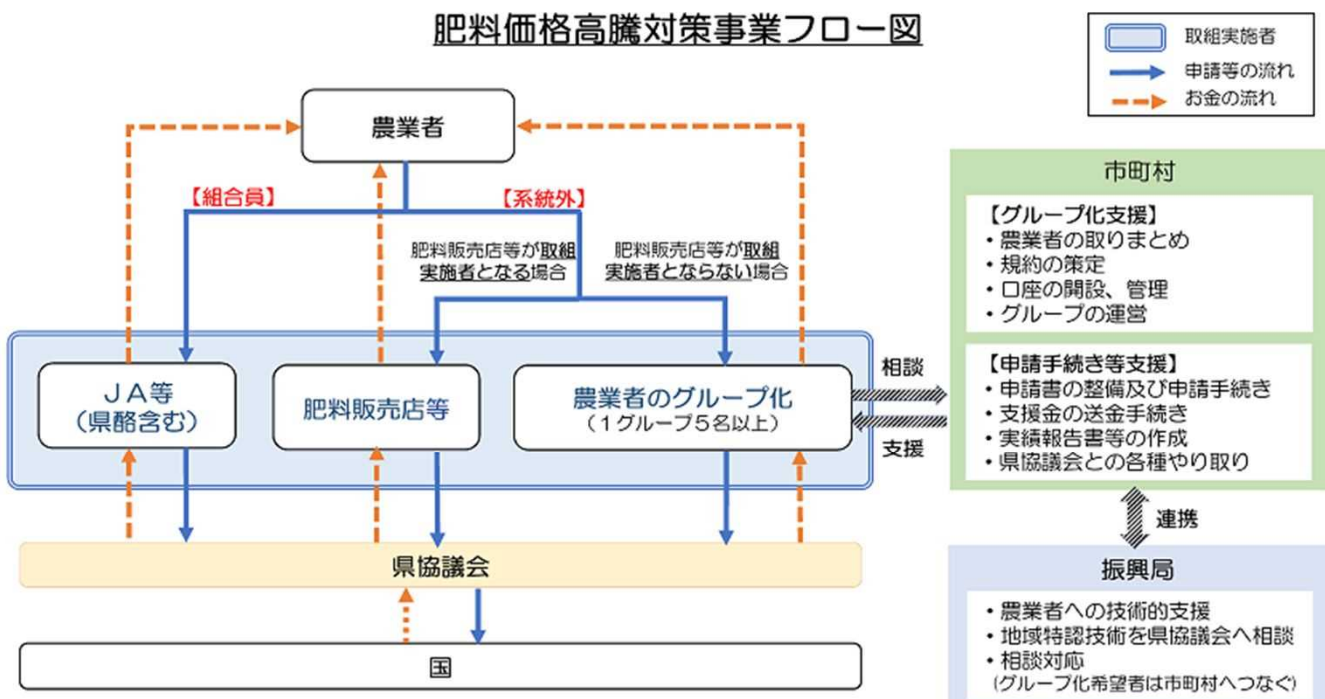 肥料価格高騰対策事業フロー図
取組実施者
申請等の流れ
お金の流れ
農業者
【組合員】
【系統外】
肥料販売店等が取組
実施者となる場合
肥料販売店等が取組
実施者とならない場合
JA等
(県酪含む)
肥料販売店等
農業者のグループ化
(1グループ5名以上)
相談
支援
県協議会
国
市町村
【グループ化支援】
・農業者の取りまとめ
・規約の策定
・口座の開設、管理
・グループの運営
【申請手続き等支援】
・申請書の整備及び申請手続き
・支援金の送金手続き
・実績報告書等の作成
・県協議会との各種やり取り
連携
振興局
・農業者への技術的支援
・地域特認技術を県協議会へ相談
・相談対応
(グループ化希望者は市町村へつなぐ)